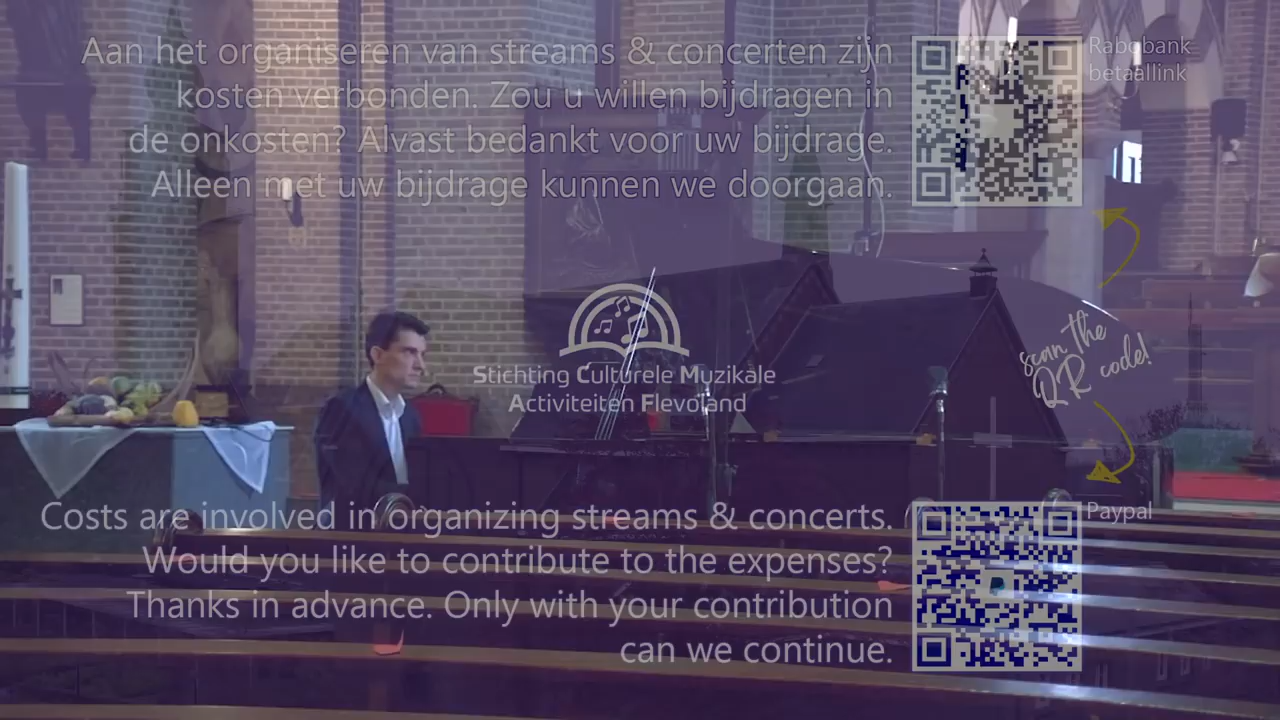 Aan het organiseren van streams & concerten zijn
kosten verbonden. Zou u willen bijdragen in
de onkosten? Alvast bedankt voor uw bijdrage.
Alleen met uw bijdrage kunnen we doorgaan.
Rabobank
betaallink
scan the
QR code!
Stichting Culturele Muzikale
Activiteiten Flevoland
Costs are involved in organizing streams & concerts.
Would you like to contribute to the expenses?
Thanks in advance. Only with your contribution
can we continue.
Paypal